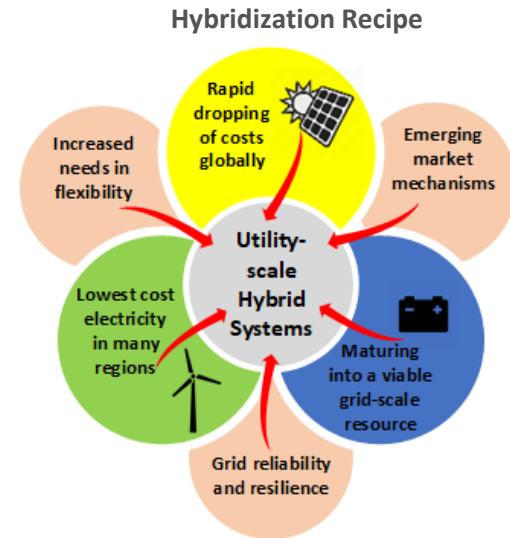 Hybridization Recipe
Rapid
dropping
of costs
globally
Increased
needs in
flexibility
Emerging
market
mechanisms
Utility-
scale
Hybrid
Systems
Lowest cost
electricity
in many
regions
Maturing
into a viable
grid-scale
resource
Grid reliability
and resilience